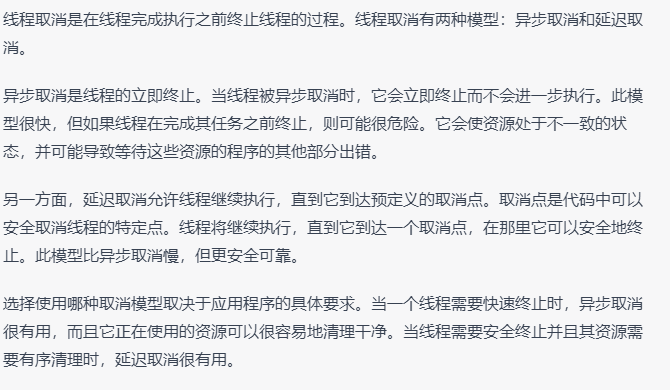 线程取消是在线程完成执行之前终止线程的过程。线程取消有两种模型：异步取消和延迟取
消。
异步取消是线程的立即终止。当线程被异步取消时，它会立即终止而不会进一步执行。此模
型很快，但如果线程在完成其任务之前终止，则可能很危险。它会使资源处于不一致的状
态，并可能导致等待这些资源的程序的其他部分出错。
另一方面，延迟取消允许线程继续执行，直到它到达预定义的取消点。取消点是代码中可以
安全取消线程的特定点。线程将继续执行，直到它到达一个取消点，在那里它可以安全地终
止。此模型比异步取消慢，但更安全可靠。
选择使用哪种取消模型取决于应用程序的具体要求。当一个线程需要快速终止时，异步取消
很有用，而且它正在使用的资源可以很容易地清理干净。当线程需要安全终止并且其资源需
要有序清理时，延迟取消很有用。